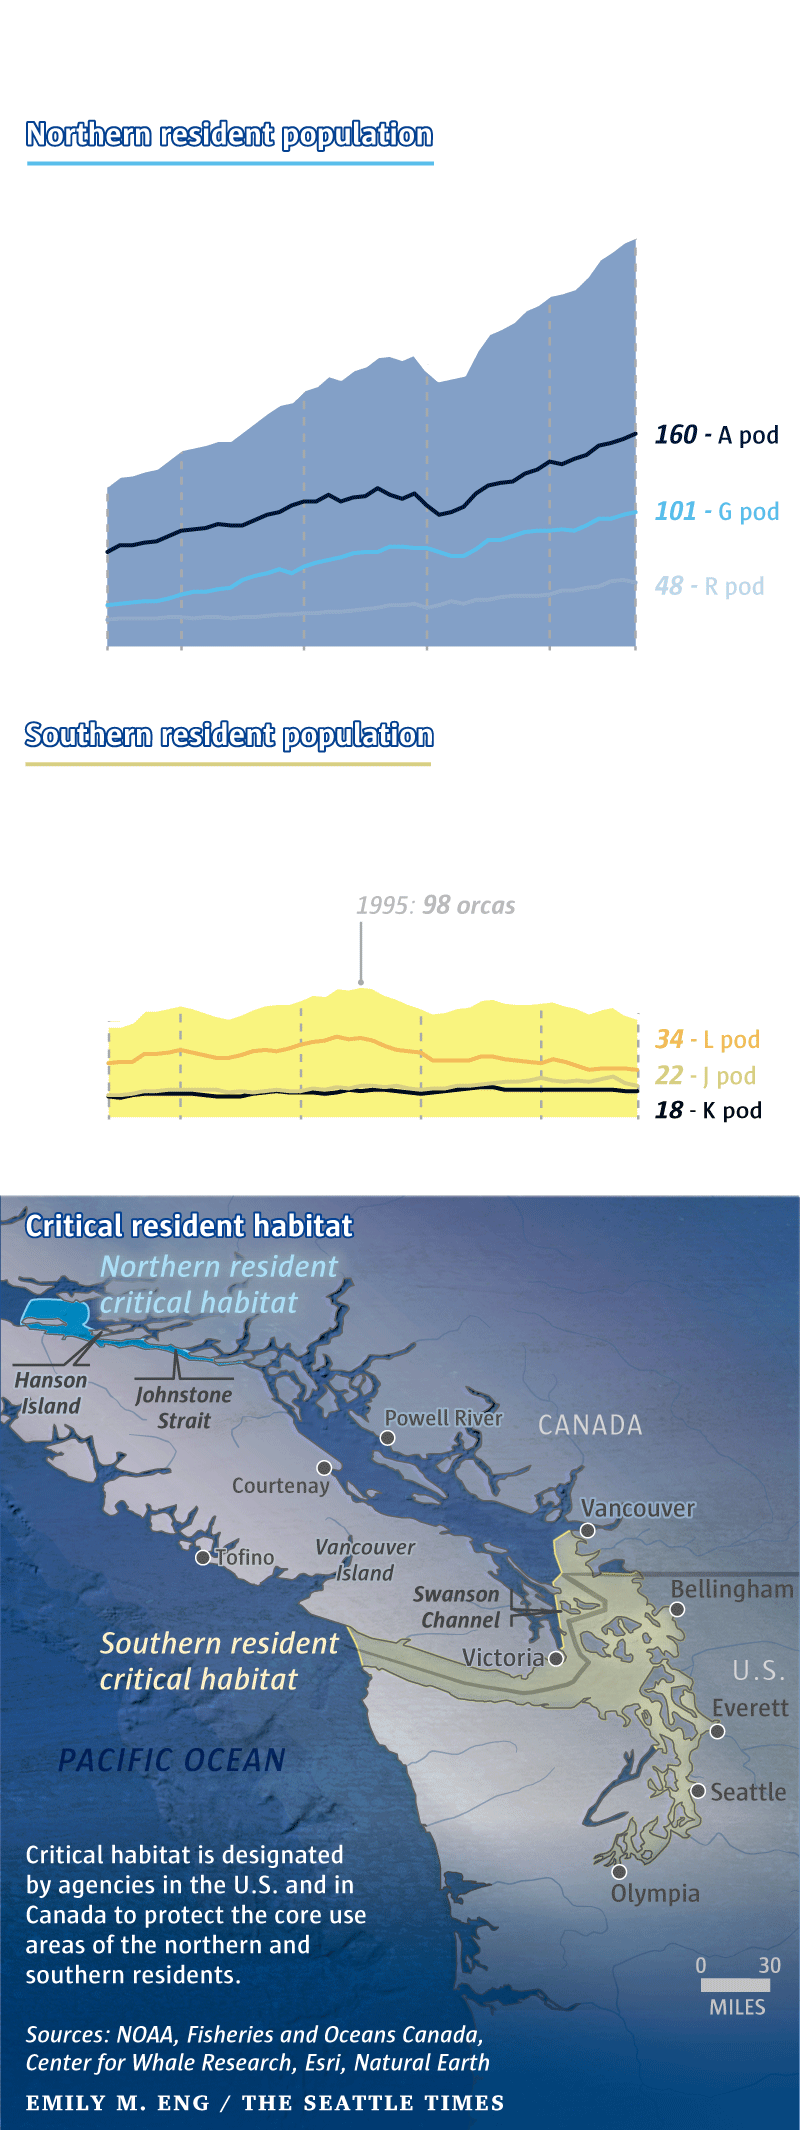 Northern resident population
160 - A pod
101 - G pod
48 - R pod
Southern resident population
1995: 98 orcas
34 - L pod
22 - J pod
18 - K pod
Critical resident habitat
Northern resident
critical habitat
Hanson
Island
Johnstone
Strait
Powell River
CANADA
Courtenay
Vancouver
Tofino
Vancouver
Island
Swanson
Channel
Bellingham
Southern resident
critical habitat
Victoria
U.S.
Everett
PACIFIC OCEAN
Seattle
Critical habitat is designated
by agencies in the U.S. and in
Canada to protect the core use
areas of the northern and
southern residents.
Olympia
0 30
MILES
Sources: NOAA, Fisheries and Oceans Canada,
Center for Whale Research, Esri, Natural Earth
EMILY M. ENG / THE SEATTLE TIMES